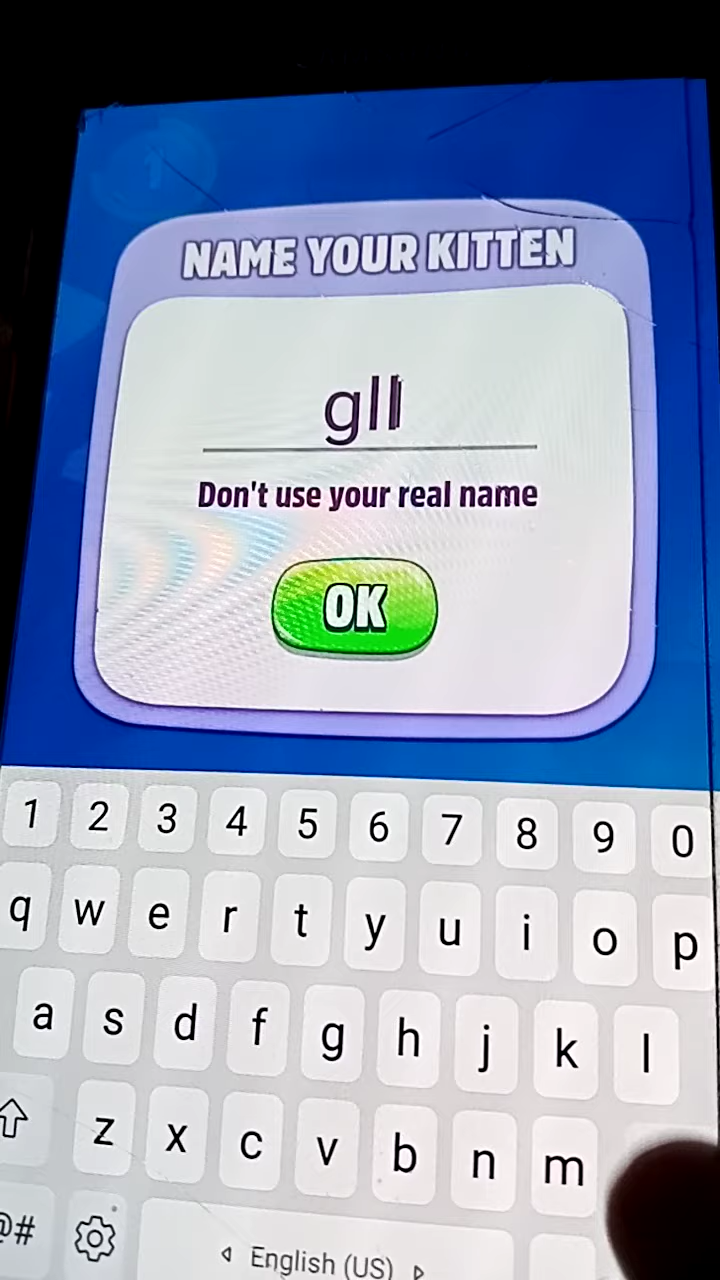 NAME YOUR KITTEN
gll
Don't use your real name
OK
1 2 3 4 5 6 7 8 9 0
q w e r t y u i o p
a s d f g h j k l
z x c v b n m
@# English (US)